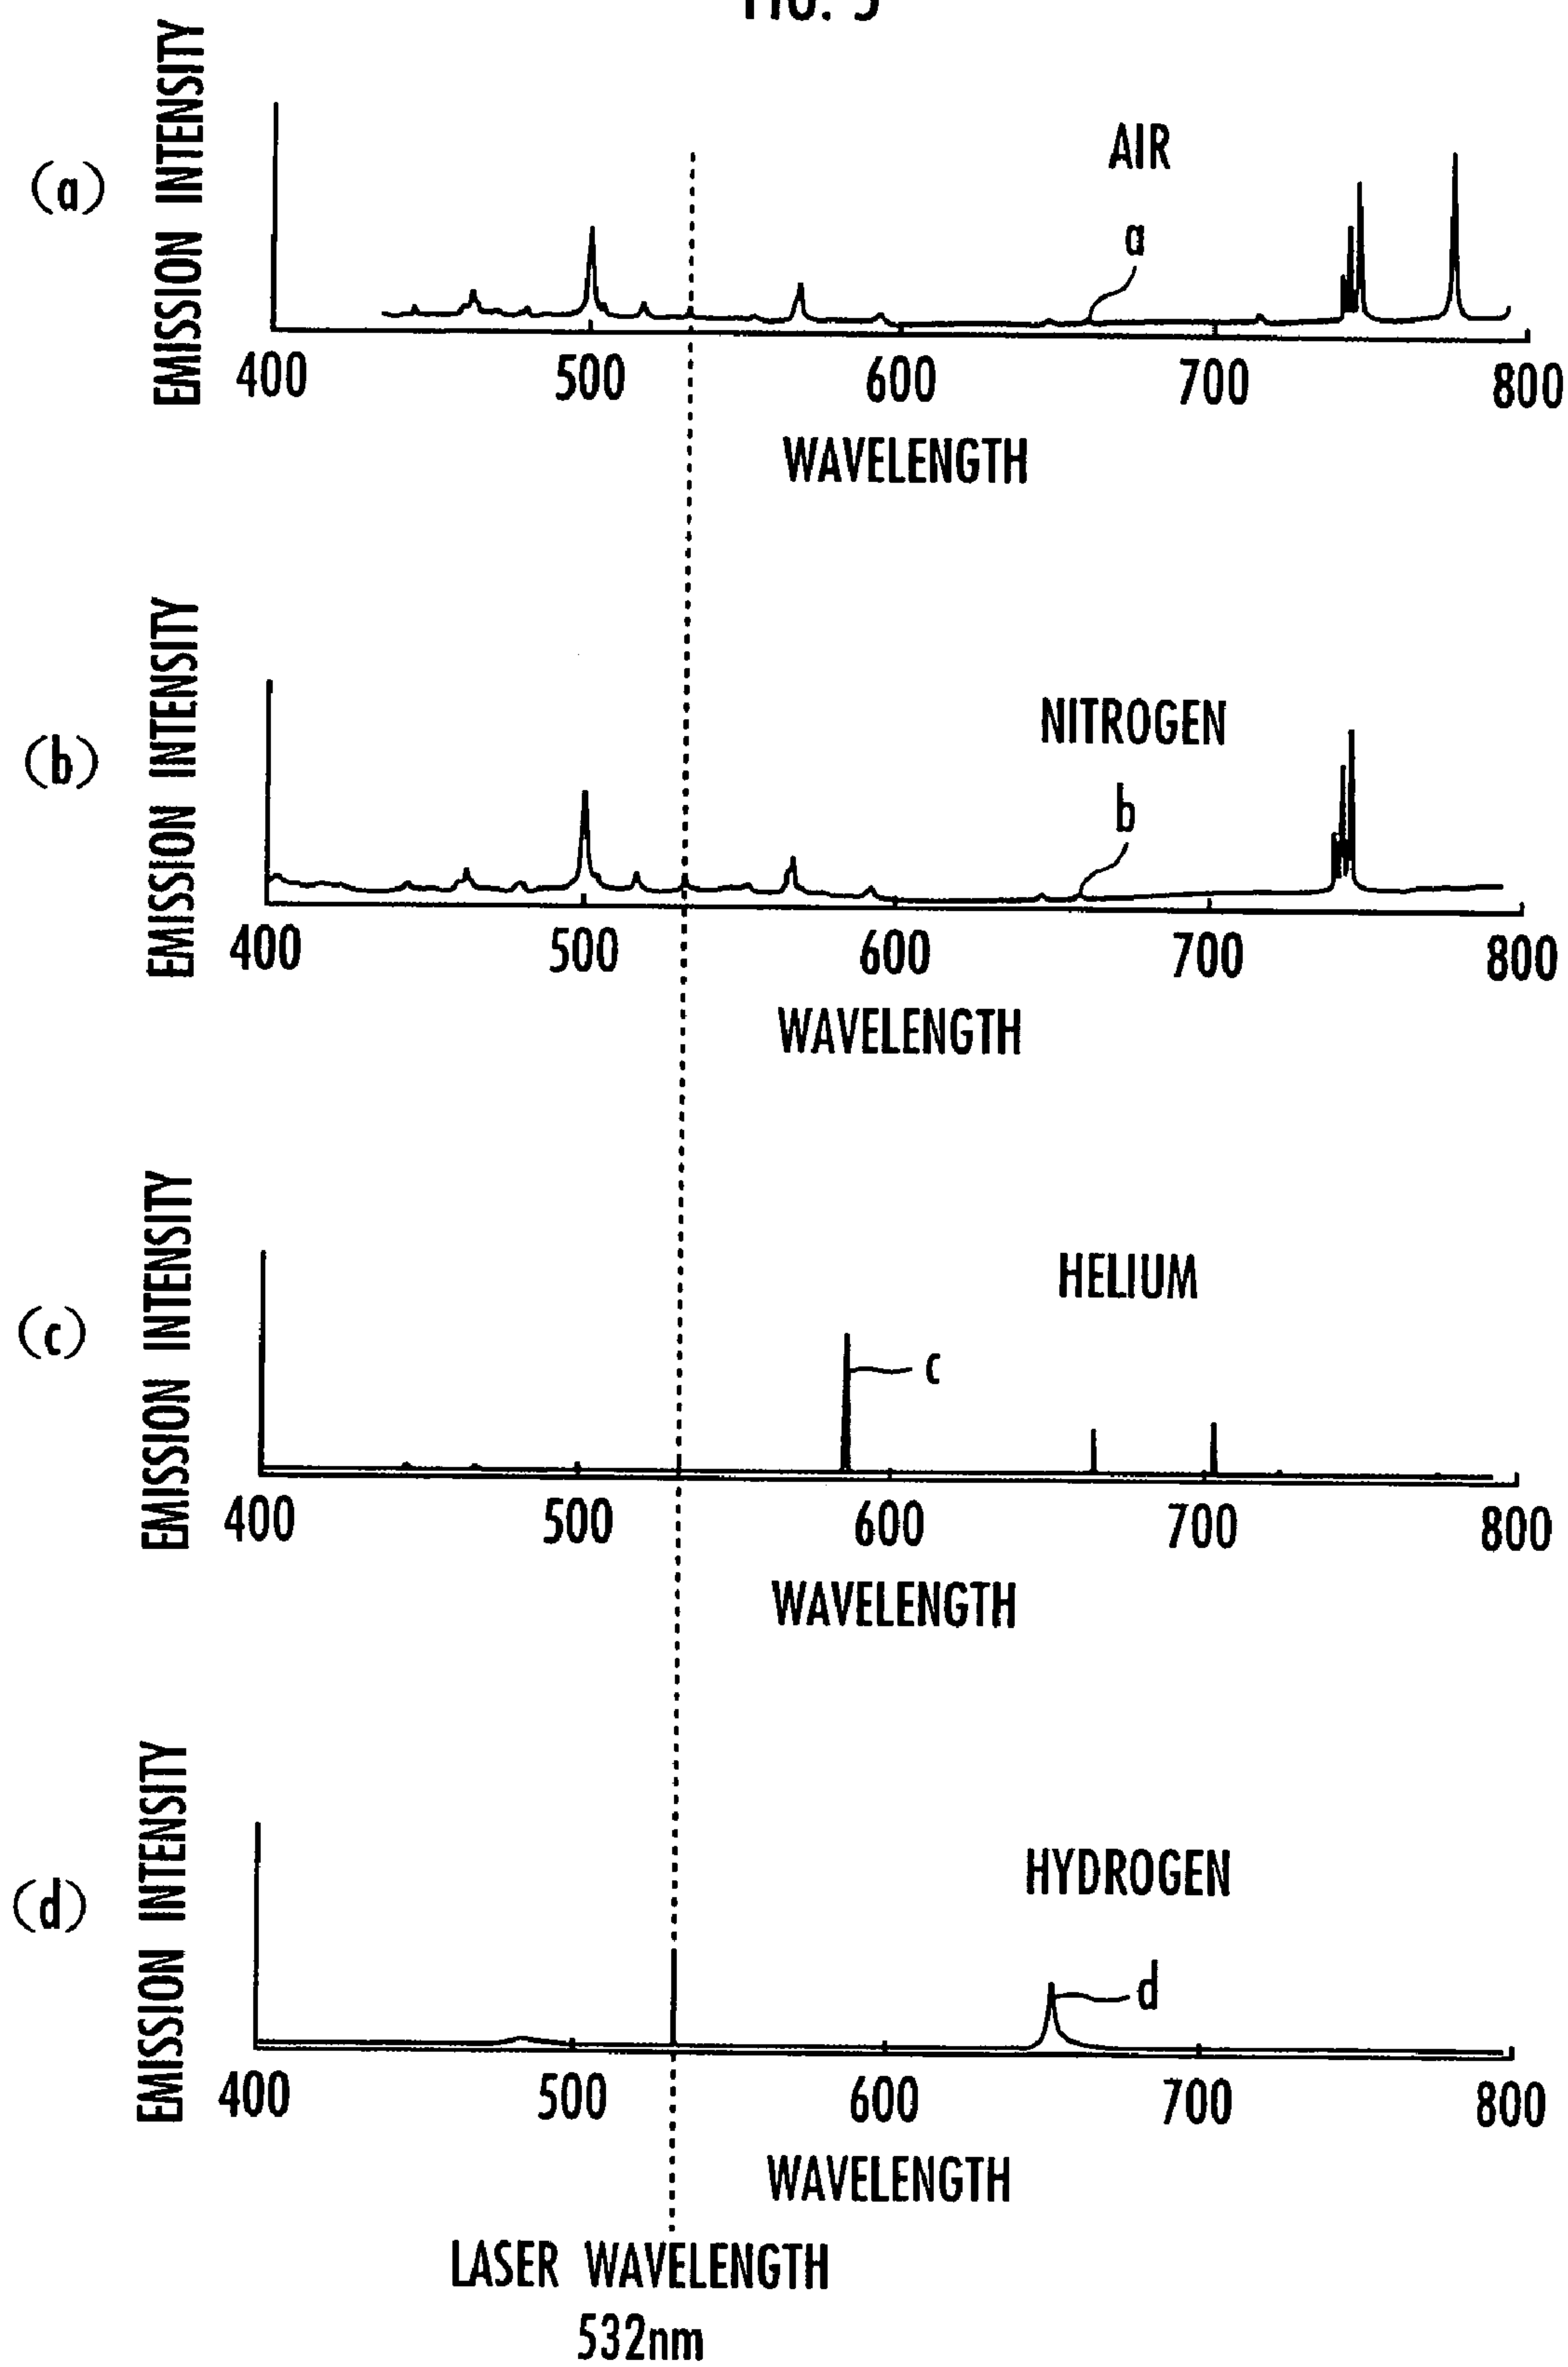 (a)
EMISSION INTENSITY
AIR
a
400 500 600 700 800
WAVELENGTH
(b)
EMISSION INTENSITY
NITROGEN
b
400 500 600 700 800
WAVELENGTH
(c)
EMISSION INTENSITY
HELIUM
c
400 500 600 700 800
WAVELENGTH
(d)
EMISSION INTENSITY
HYDROGEN
d
400 500 600 700 800
WAVELENGTH
LASER WAVELENGTH
532nm